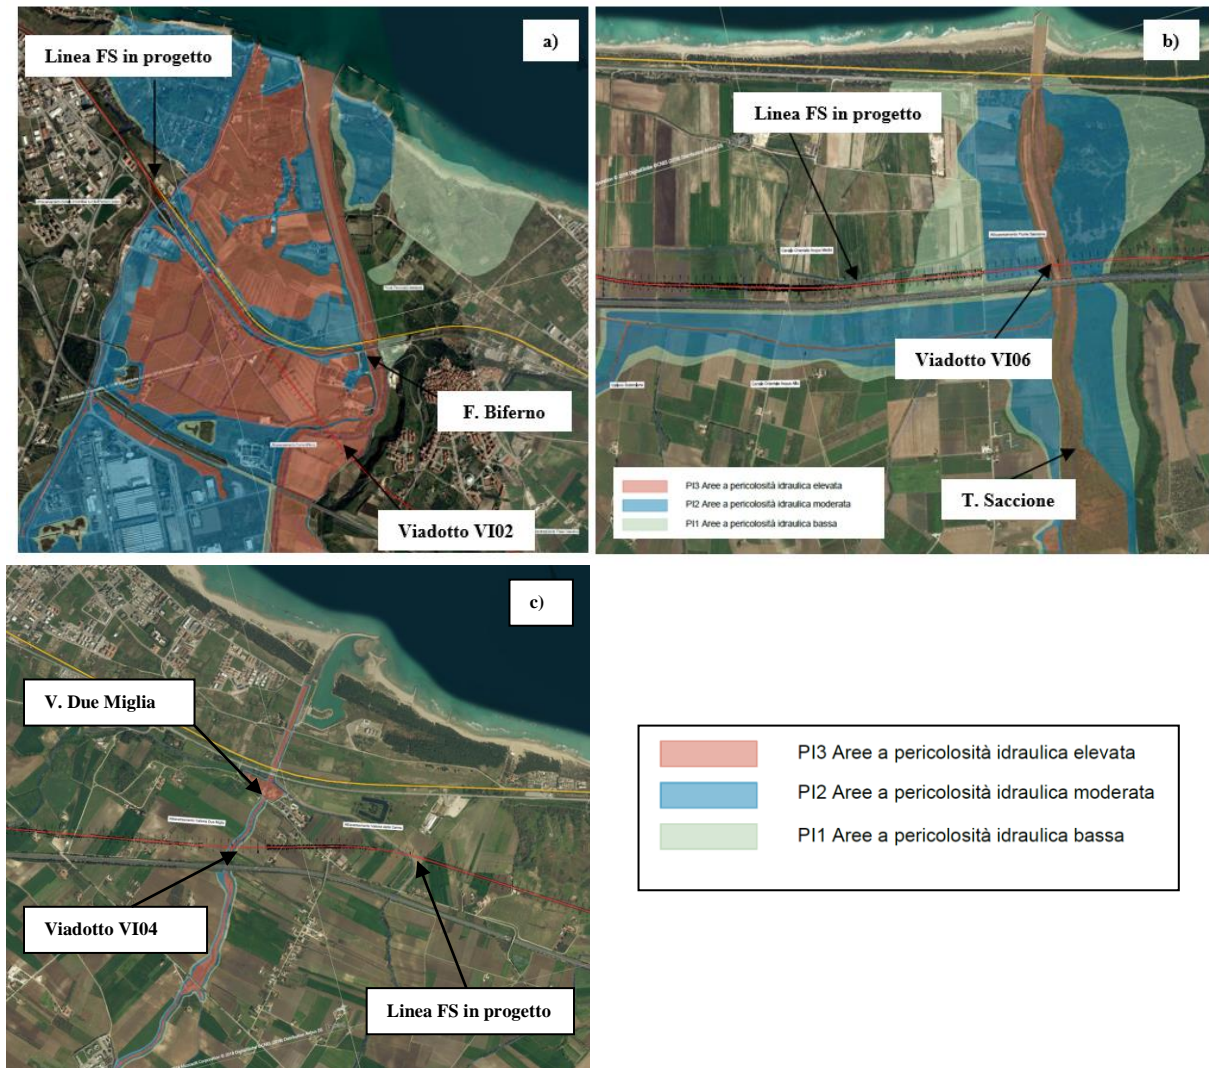 a)
Linea FS in progetto
F. Biferno
Viadotto VI02
b)
Linea FS in progetto
Viadotto VI06
T. Saccione
PI3 Aree a pericolosità idraulica elevata
PI2 Aree a pericolosità idraulica moderata
PI1 Aree a pericolosità idraulica bassa
c)
V. Due Miglia
Viadotto VI04
Linea FS in progetto
PI3 Aree a pericolosità idraulica elevata
PI2 Aree a pericolosità idraulica moderata
PI1 Aree a pericolosità idraulica bassa